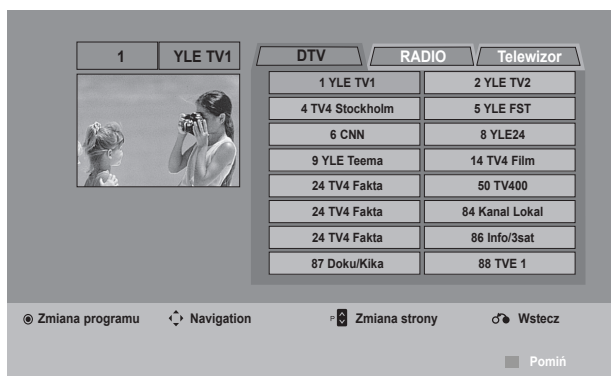 1 YLE TV1
DTV RADIO Telewizor
1 YLE TV1 2 YLE TV2
4 TV4 Stockholm 5 YLE FST
6 CNN 8 YLE24
9 YLE Teema 14 TV4 Film
24 TV4 Fakta 50 TV400
24 TV4 Fakta 84 Kanal Lokal
24 TV4 Fakta 86 Info/3sat
87 Doku/Kika 88 TVE 1
Zmiana programu Navigation P Zmiana strony Wstecz
Pomiń